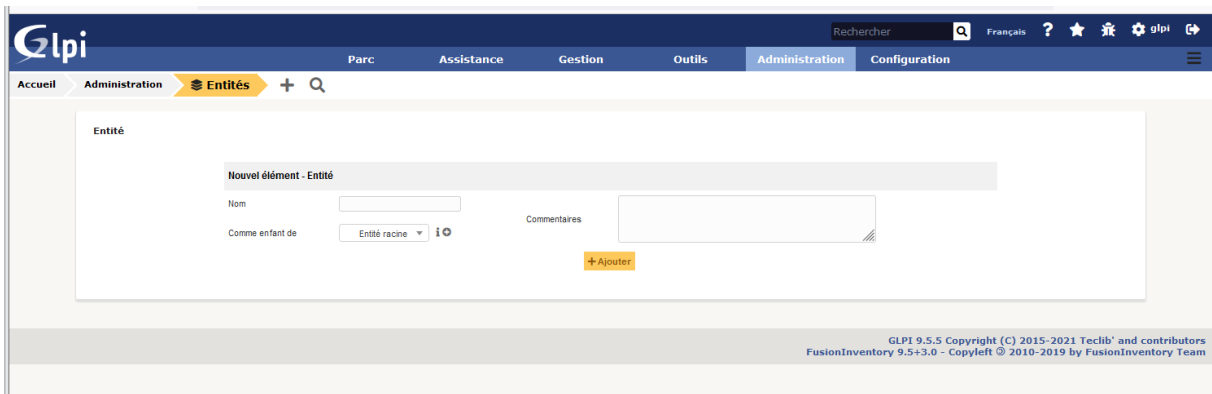 Glpi
Rechercher Français ? glpi
Parc Assistance Gestion Outils Administration Configuration
Accueil Administration Entités
Entité
Nouvel élément - Entité
Nom
Commentaires
Comme enfant de Entité racine
+ Ajouter
GLPI 9.5.5 Copyright (C) 2015-2021 Teclib' and contributors
FusionInventory 9.5+3.0 - Copyleft 🄯 2010-2019 by FusionInventory Team